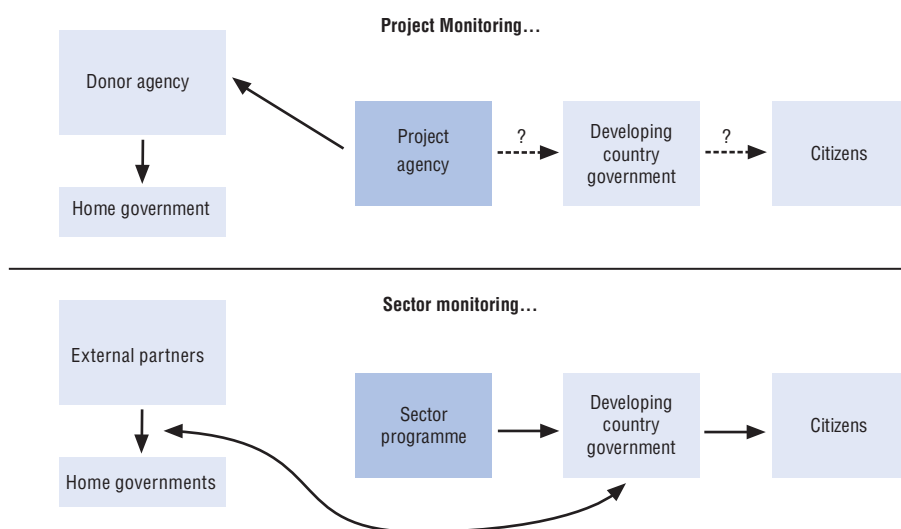 Project Monitoring...
Donor agency
Project
agency
?
Developing
country
government
?
Citizens
Home government
Sector monitoring...
External partners
Sector
programme
Developing
country
government
Citizens
Home governments